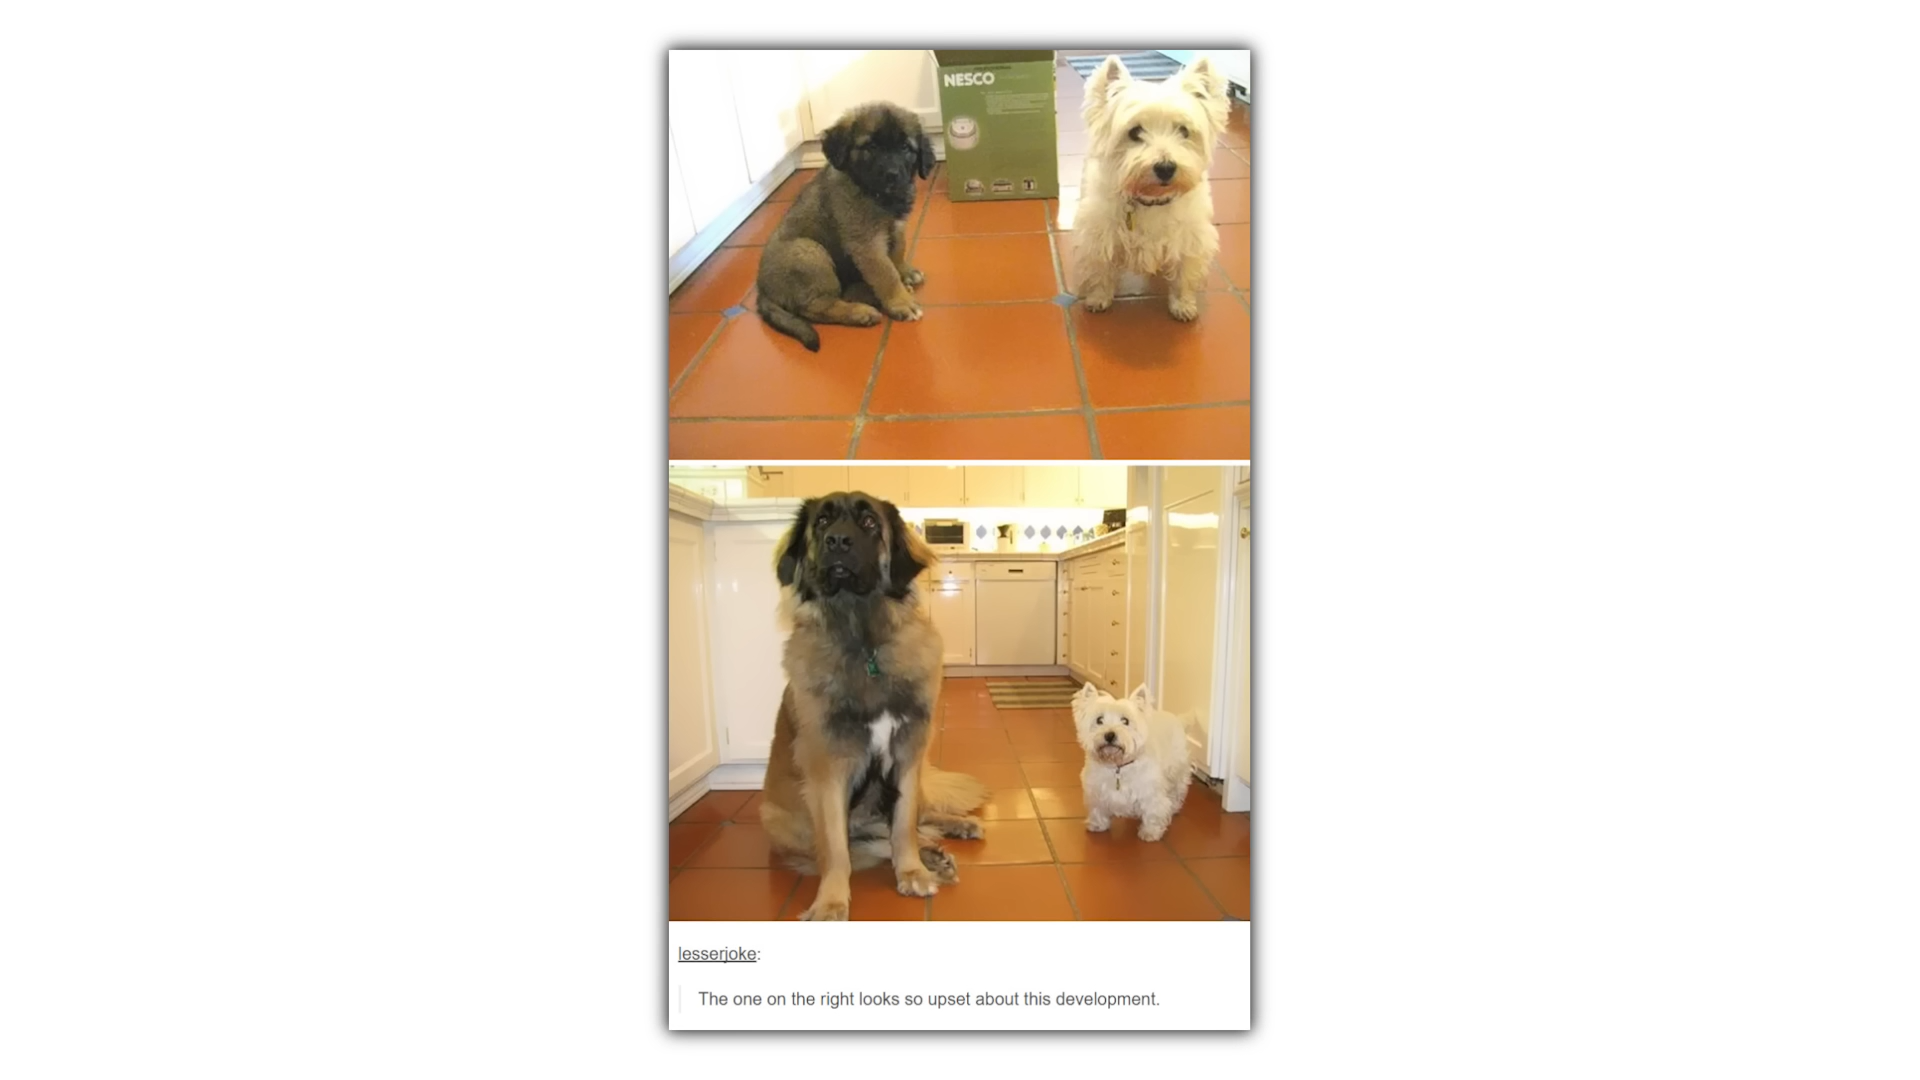 NESCO
lesserjoke:
The one on the right looks so upset about this development.